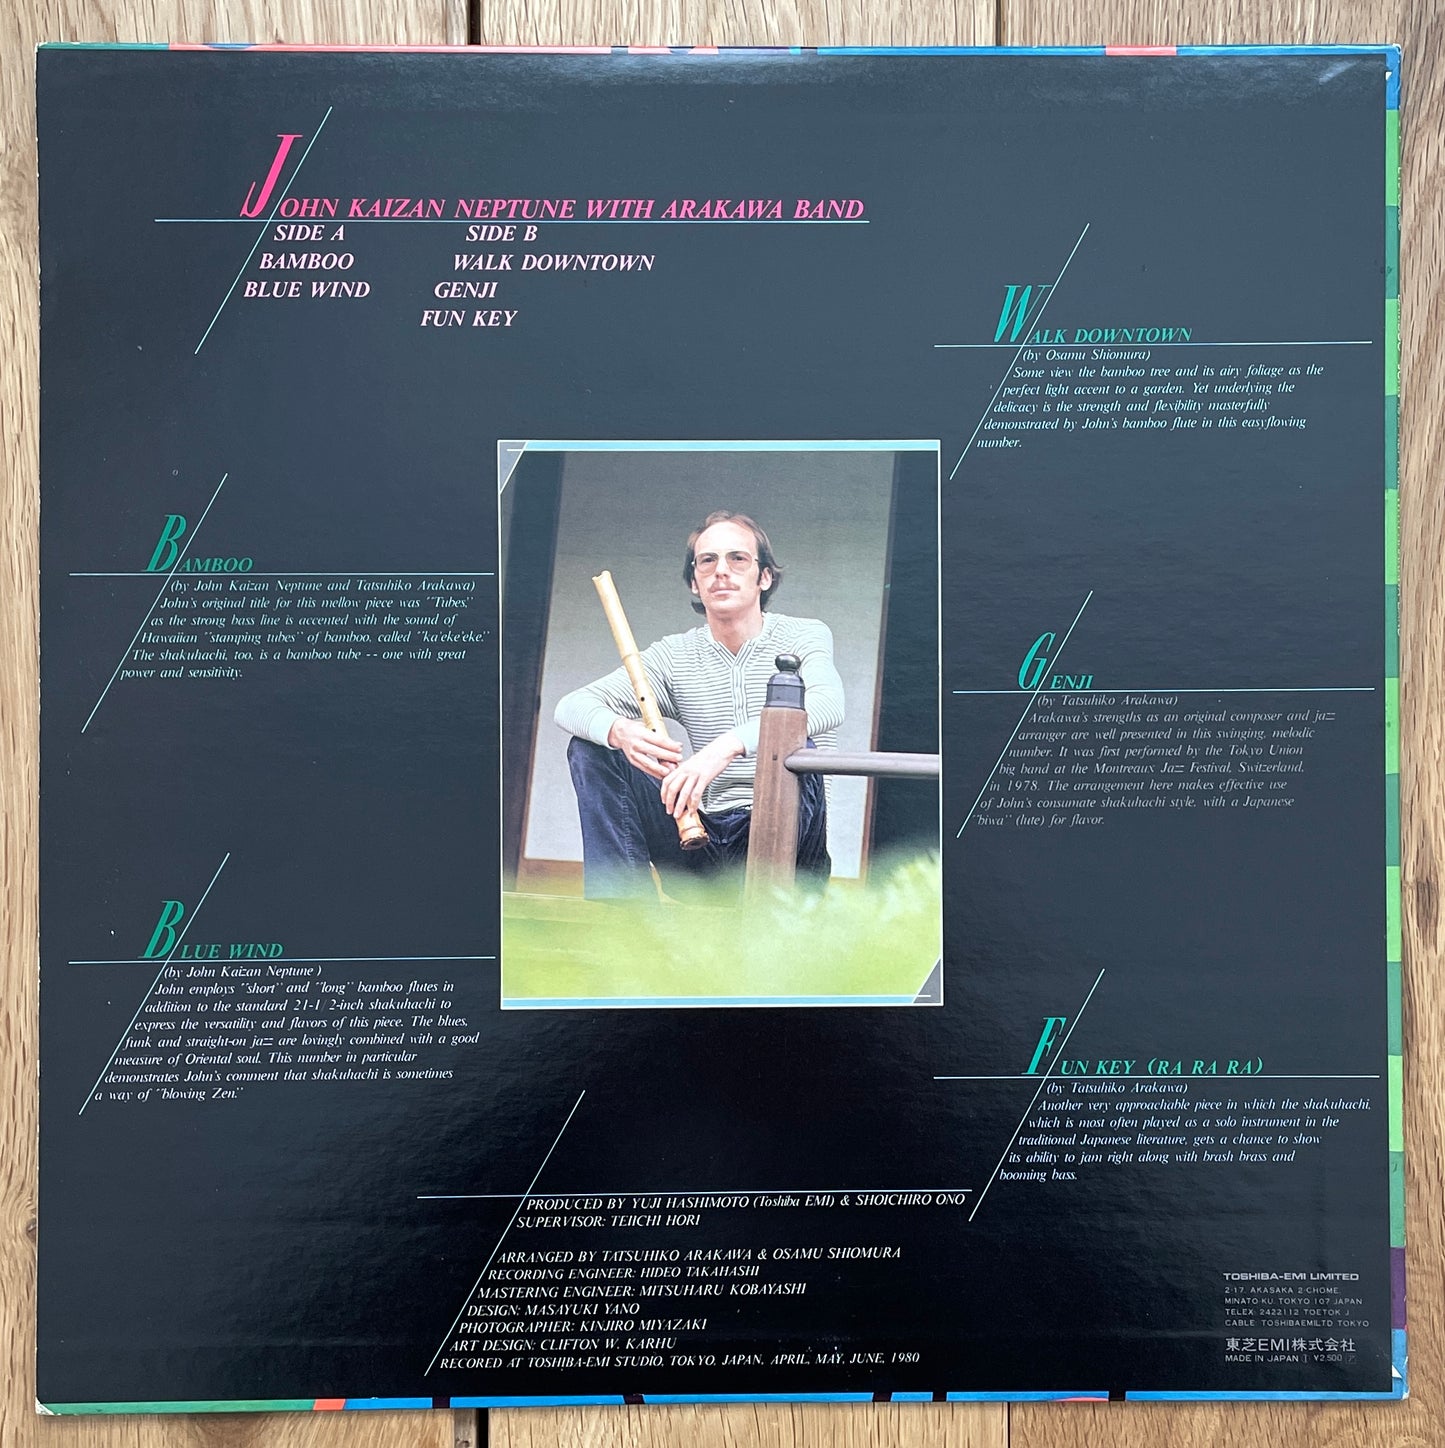 JOHN KAIZAN NEPTUNE WITH ARAKAWA BAND
SIDE A SIDE B
BAMBOO WALK DOWNTOWN
BLUE WIND GENJI
FUN KEY
WALK DOWNTOWN
(by Osamu Shiomura)
Some view the bamboo tree and its airy foliage as the
perfect light accent to a garden. Yet underlying the
delicacy is the strength and flexibility masterfully
demonstrated by John's bamboo flute in this easyflowing
number.
BAMBOO
(by John Kaizan Neptune and Tatsuhiko Arakawa)
John's original title for this mellow piece was "Tubes,"
as the strong bass line is accented with the sound of
Hawaiian "stamping tubes" of bamboo, called "ka'eke'eke."
The shakuhachi, too, is a bamboo tube -- one with great
power and sensitivity.
GENJI
(by Tatsuhiko Arakawa)
Arakawa's strengths as an original composer and jazz
arranger are well presented in this swinging, melodic
number. It was first performed by the Tokyo Union
big band at the Montreaux Jazz Festival, Switzerland,
in 1978. The arrangement here makes effective use
of John's consumate shakuhachi style, with a Japanese
"biwa" (lute) for flavor.
BLUE WIND
(by John Kaizan Neptune )
John employs "short" and "long" bamboo flutes in
addition to the standard 21-1/2-inch shakuhachi to
express the versatility and flavors of this piece. The blues,
funk and straight-on jazz are lovingly combined with a good
measure of Oriental soul. This number in particular
demonstrates John's comment that shakuhachi is sometimes
a way of "blowing Zen."
FUN KEY (RA RA RA)
(by Tatsuhiko Arakawa)
Another very approachable piece in which the shakuhachi,
which is most often played as a solo instrument in the
traditional Japanese literature, gets a chance to show
its ability to jam right along with brash brass and
booming bass.
PRODUCED BY YUJI HASHIMOTO (Toshiba EMI) & SHOICHIRO ONO
SUPERVISOR: TEIICHI HORI
ARRANGED BY TATSUHIKO ARAKAWA & OSAMU SHIOMURA
RECORDING ENGINEER: HIDEO TAKAHASHI
MASTERING ENGINEER: MITSUHARU KOBAYASHI
DESIGN: MASAYUKI YANO
PHOTOGRAPHER: KINJIRO MIYAZAKI
ART DESIGN: CLIFTON W. KARHU
RECORED AT TOSHIBA-EMI STUDIO, TOKYO, JAPAN, APRIL, MAY, JUNE, 1980
TOSHIBA-EMI LIMITED
2-17, AKASAKA 2-CHOME,
MINATO-KU, TOKYO 107 JAPAN
TELEX: 2422112 TOETOK J
CABLE: TOSHIBAEMILTD TOKYO
東芝EMI株式会社
MADE IN JAPAN Ⓘ ¥2,500 ㋐